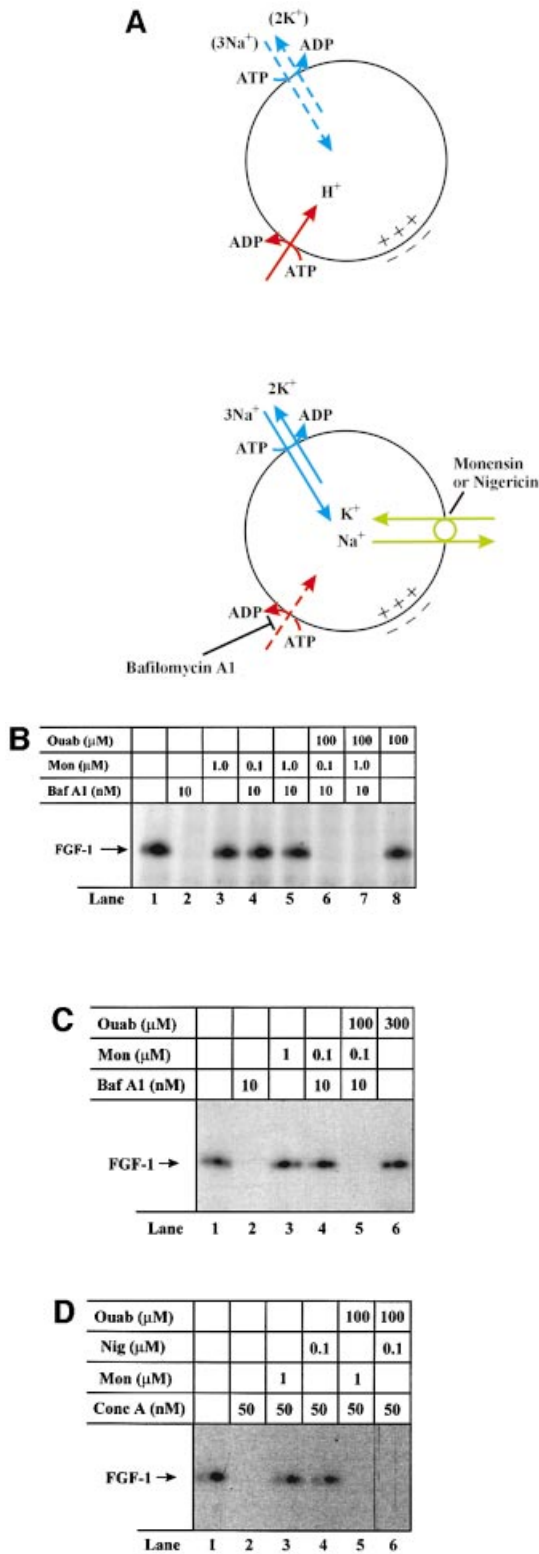 A
(2K+)
(3Na+) ADP
ATP
H+
ADP
ATP
+++
– – –
2K+
3Na+ ADP
ATP
Monensin
or Nigericin
K+
Na+
+++
– – –
ADP
ATP
Bafilomycin A1
B
Ouab (μM) 100 100 100
Mon (μM) 1.0 0.1 1.0 0.1 1.0
Baf A1 (nM) 10 10 10 10 10
FGF-1
Lane 1 2 3 4 5 6 7 8
C
Ouab (μM) 100 300
Mon (μM) 1 0.1 0.1
Baf A1 (nM) 10 10 10
FGF-1
Lane 1 2 3 4 5 6
D
Ouab (μM) 100 100
Nig (μM) 0.1 0.1
Mon (μM) 1 1
Conc A (nM) 50 50 50 50 50
FGF-1
Lane 1 2 3 4 5 6